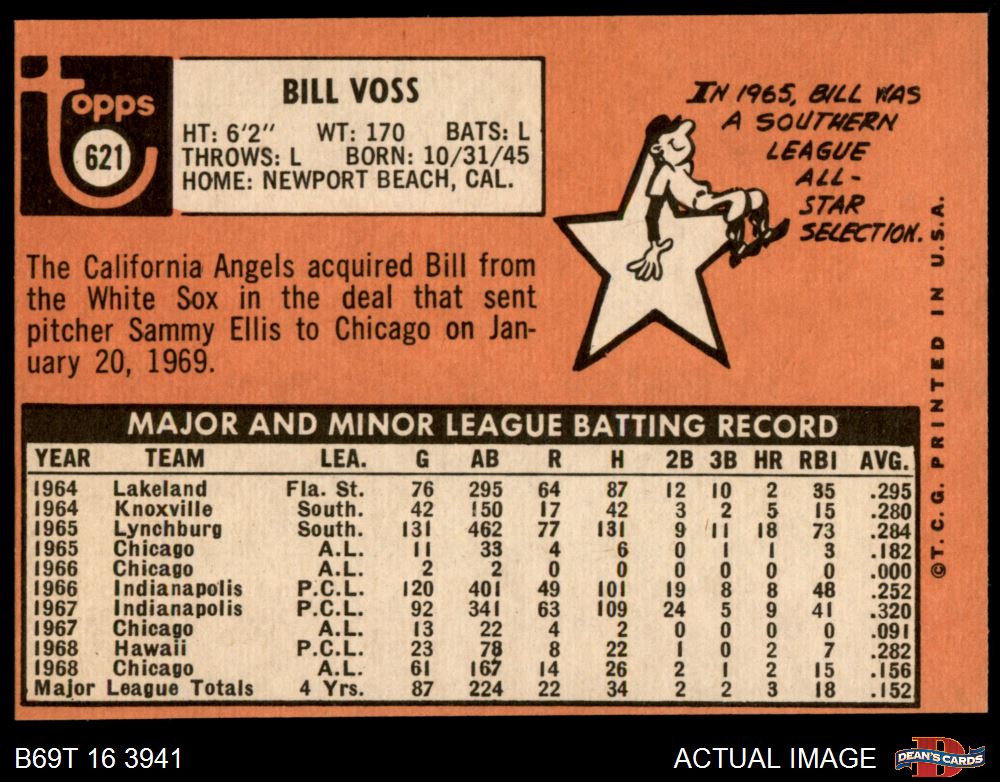 topps
621
BILL VOSS
HT: 6'2" WT: 170 BATS: L
THROWS: L BORN: 10/31/45
HOME: NEWPORT BEACH, CAL.
IN 1965, BILL WAS
A SOUTHERN
LEAGUE
ALL-
STAR
SELECTION.
The California Angels acquired Bill from
the White Sox in the deal that sent
pitcher Sammy Ellis to Chicago on Jan-
uary 20, 1969.
©T.C.G. PRINTED IN U.S.A.
MAJOR AND MINOR LEAGUE BATTING RECORD
YEAR TEAM LEA. G AB R H 2B 3B HR RBI AVG.
1964 Lakeland Fla. St. 76 295 64 87 12 10 2 35 .295
1964 Knoxville South. 42 150 17 42 3 2 5 15 .280
1965 Lynchburg South. 131 462 77 131 9 11 18 73 .284
1965 Chicago A.L. 11 33 4 6 0 1 1 3 .182
1966 Chicago A.L. 2 2 0 0 0 0 0 0 .000
1966 Indianapolis P.C.L. 120 401 49 101 19 8 8 48 .252
1967 Indianapolis P.C.L. 92 341 63 109 24 5 9 41 .320
1967 Chicago A.L. 13 22 4 2 0 0 0 0 .091
1968 Hawaii P.C.L. 23 78 8 22 1 0 2 7 .282
1968 Chicago A.L. 61 167 14 26 2 1 2 15 .156
Major League Totals 4 Yrs. 87 224 22 34 2 2 3 18 .152
B69T 16 3941
ACTUAL IMAGE
D
DEAN'S CARDS